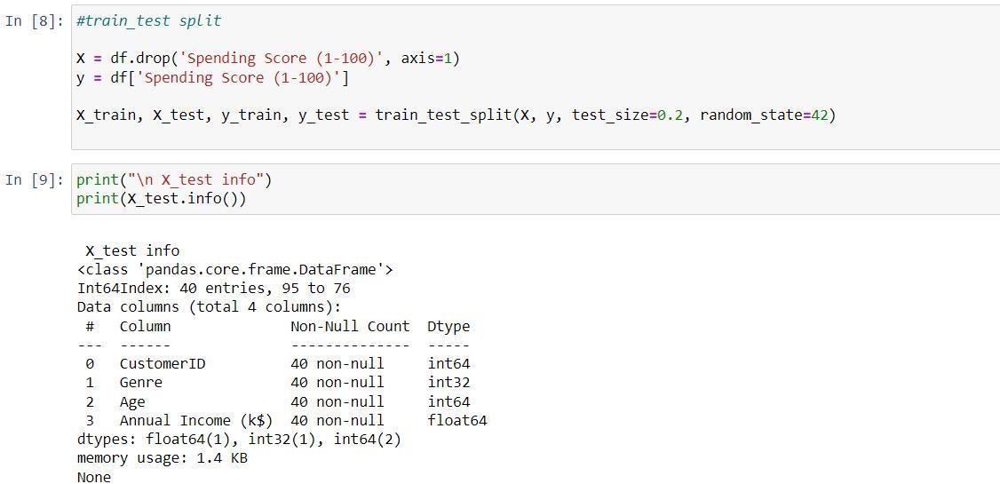 In [8]: #train_test split
X = df.drop('Spending Score (1-100)', axis=1)
y = df['Spending Score (1-100)']
X_train, X_test, y_train, y_test = train_test_split(X, y, test_size=0.2, random_state=42)
In [9]: print("\n X_test info")
print(X_test.info())
X_test info
<class 'pandas.core.frame.DataFrame'>
Int64Index: 40 entries, 95 to 76
Data columns (total 4 columns):
#   Column              Non-Null Count  Dtype
---  ------              --------------  -----
0   CustomerID          40 non-null     int64
1   Genre               40 non-null     int32
2   Age                 40 non-null     int64
3   Annual Income (k$)  40 non-null     float64
dtypes: float64(1), int32(1), int64(2)
memory usage: 1.4 KB
None